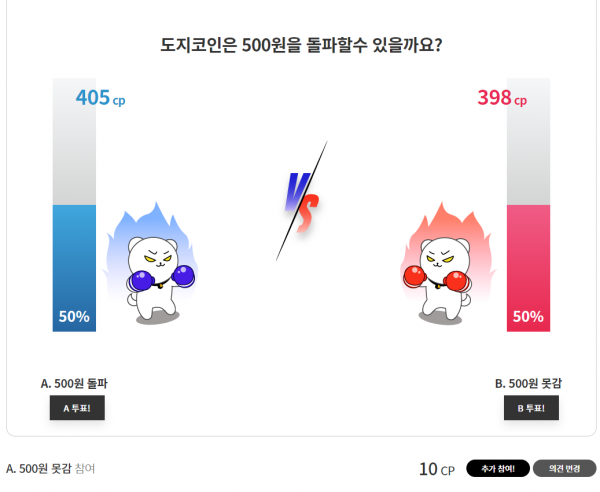 도지코인은 500원을 돌파할수 있을까요?
405 cp
398 cp
VS
50%
50%
A. 500원 돌파
B. 500원 못감
A 투표!
B 투표!
A. 500원 못감 참여
10 CP
추가 참여!
의견 변경